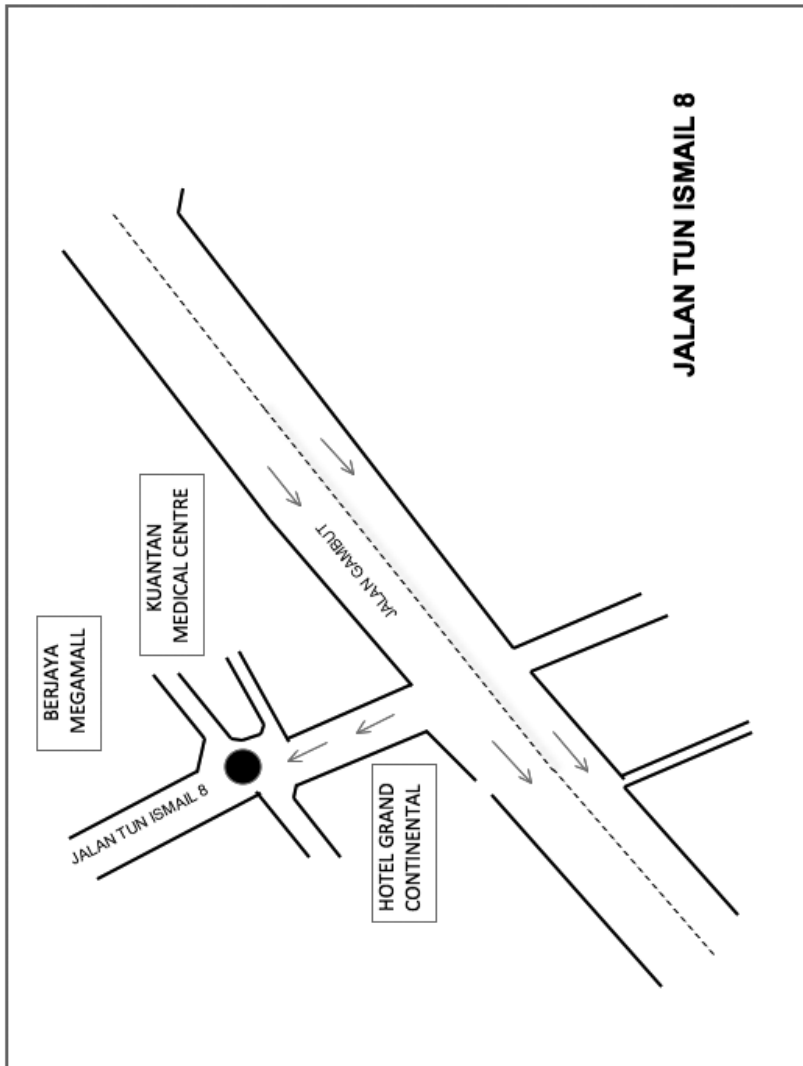 JALAN TUN ISMAIL 8
BERJAYA
MEGAMALL
KUANTAN
MEDICAL CENTRE
JALAN GAMBUT
JALAN TUN ISMAIL 8
HOTEL GRAND
CONTINENTAL